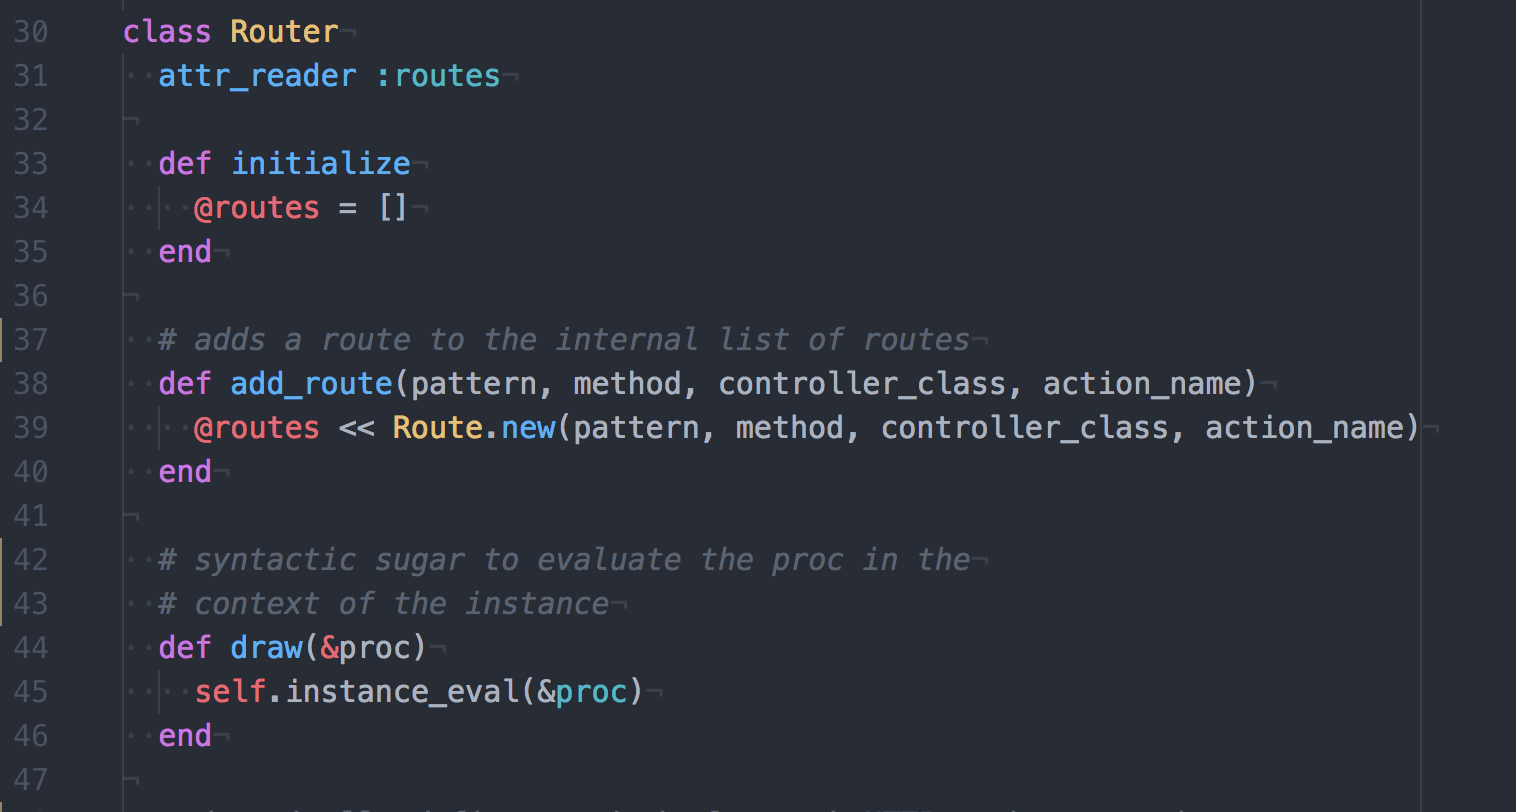 30 class Router¬
31 ··attr_reader :routes¬
32 ¬
33 ··def initialize¬
34 ····@routes = []¬
35 ··end¬
36 ¬
37 ··# adds a route to the internal list of routes¬
38 ··def add_route(pattern, method, controller_class, action_name)¬
39 ····@routes << Route.new(pattern, method, controller_class, action_name)¬
40 ··end¬
41 ¬
42 ··# syntactic sugar to evaluate the proc in the¬
43 ··# context of the instance¬
44 ··def draw(&proc)¬
45 ····self.instance_eval(&proc)¬
46 ··end¬
47 ¬